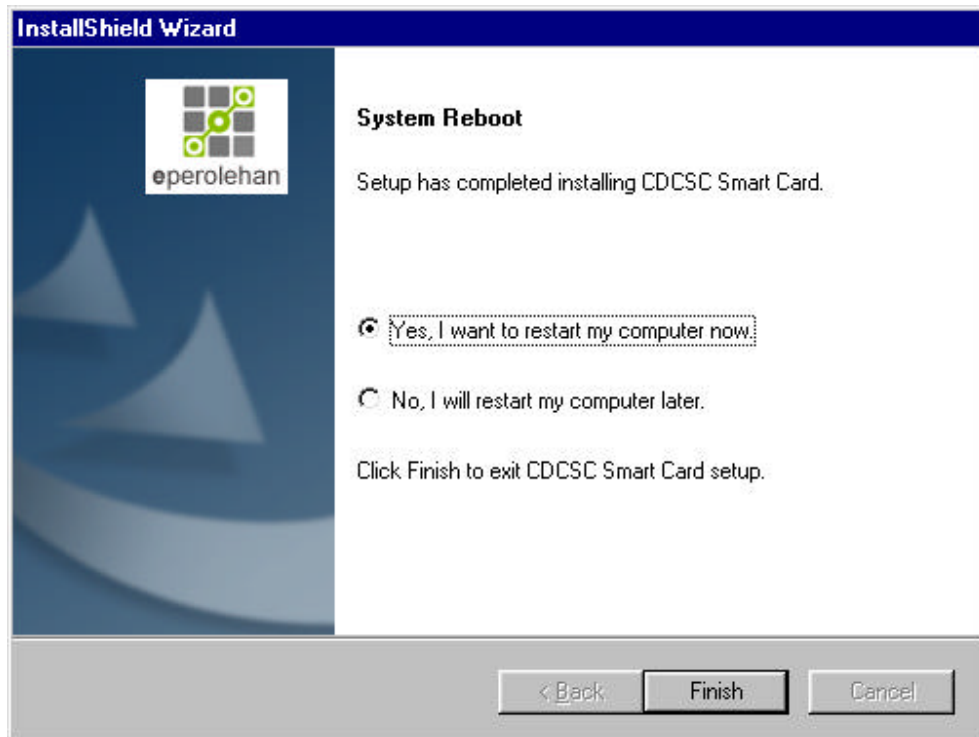 InstallShield Wizard
eperolehan
System Reboot
Setup has completed installing CDCSC Smart Card.
Yes, I want to restart my computer now.
No, I will restart my computer later.
Click Finish to exit CDCSC Smart Card setup.
< Back
Finish
Cancel